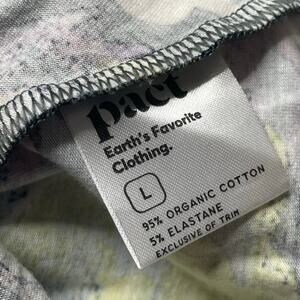 pact
Earth's Favorite
Clothing.
L
95% ORGANIC COTTON
5% ELASTANE
EXCLUSIVE OF TRIM